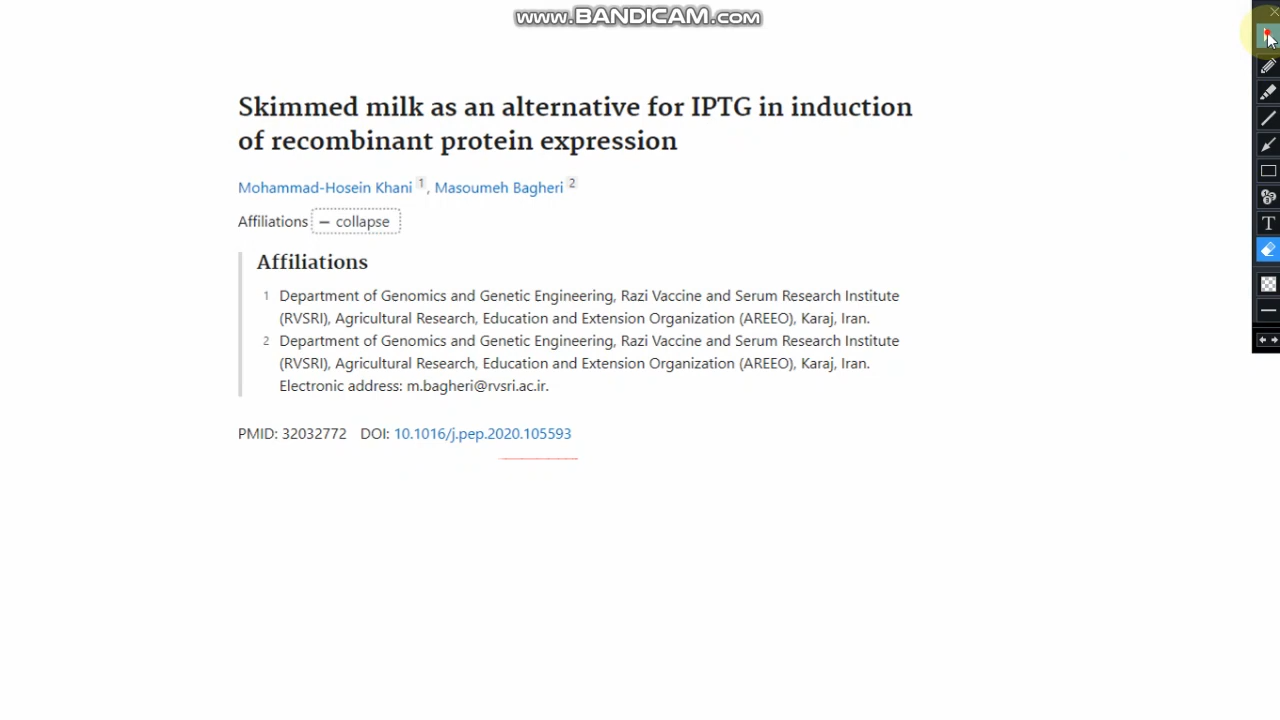 www.BANDICAM.com
Skimmed milk as an alternative for IPTG in induction
of recombinant protein expression
Mohammad-Hosein Khani 1, Masoumeh Bagheri 2
Affiliations − collapse
Affiliations
1 Department of Genomics and Genetic Engineering, Razi Vaccine and Serum Research Institute
(RVSRI), Agricultural Research, Education and Extension Organization (AREEO), Karaj, Iran.
2 Department of Genomics and Genetic Engineering, Razi Vaccine and Serum Research Institute
(RVSRI), Agricultural Research, Education and Extension Organization (AREEO), Karaj, Iran.
Electronic address: m.bagheri@rvsri.ac.ir.
PMID: 32032772 DOI: 10.1016/j.pep.2020.105593
T